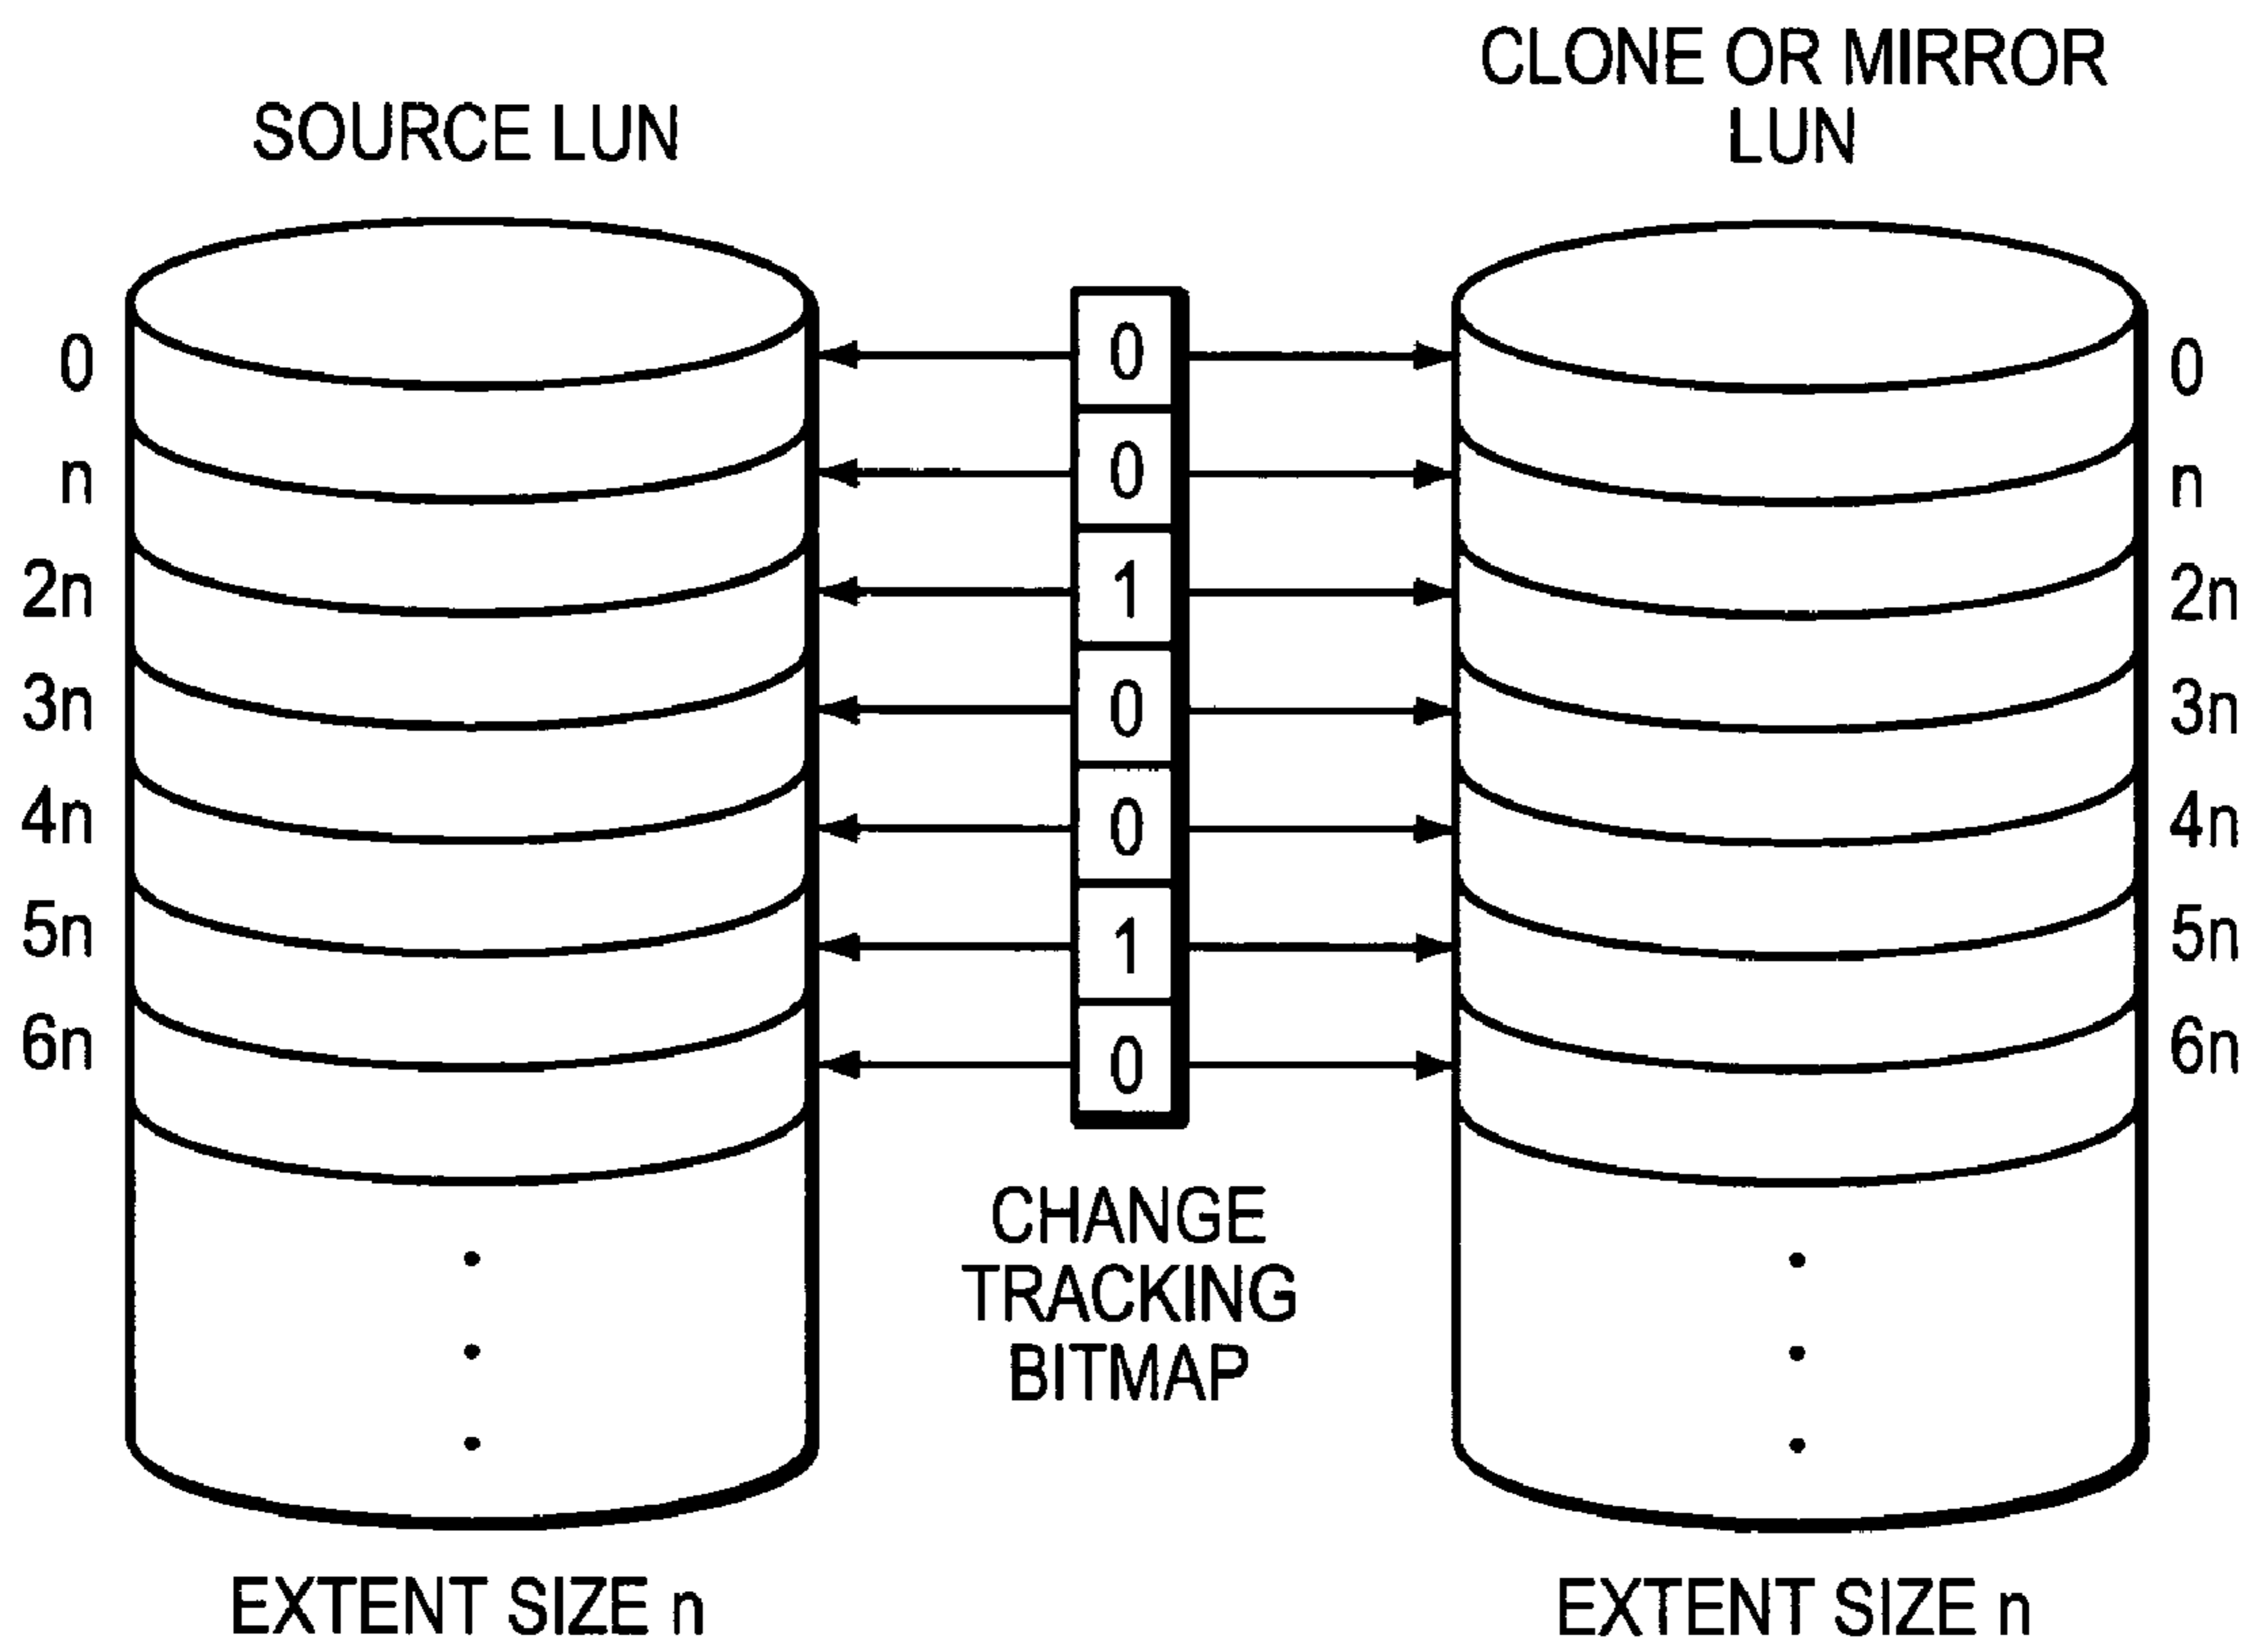 CLONE OR MIRROR
LUN
SOURCE LUN
0 0 0
n 0 n
2n 1 2n
3n 0 3n
4n 0 4n
5n 1 5n
6n 0 6n
CHANGE
TRACKING
BITMAP
EXTENT SIZE n
EXTENT SIZE n